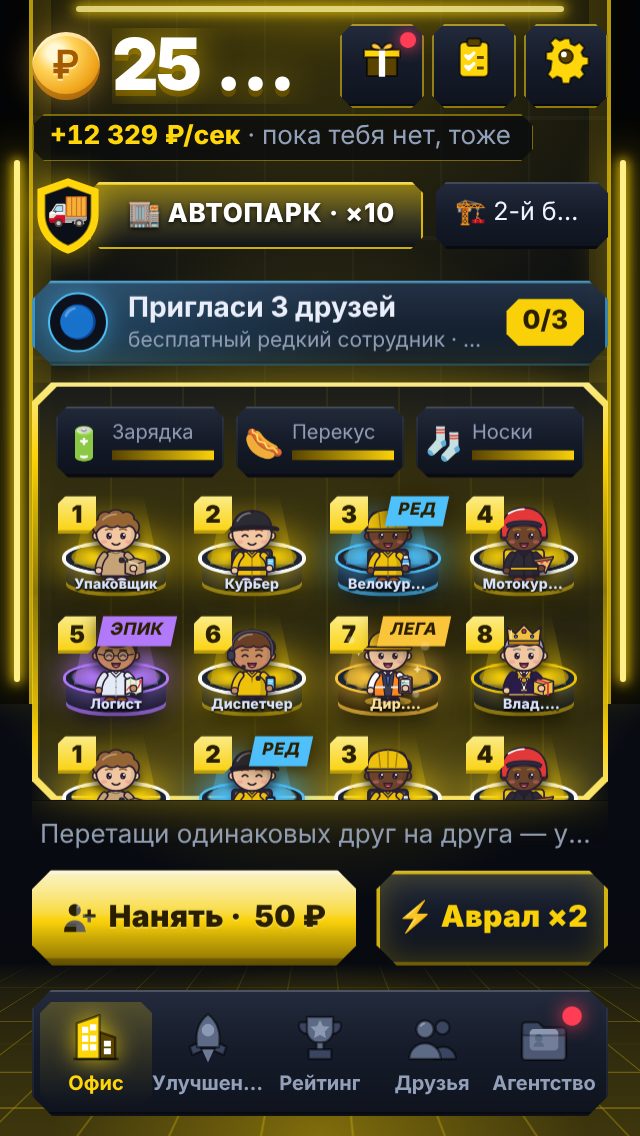 ₽ 25 ...
+12 329 ₽/сек · пока тебя нет, тоже
АВТОПАРК · ×10
2-й б...
Пригласи 3 друзей
бесплатный редкий сотрудник · ...
0/3
Зарядка
Перекус
Носки
1
2
3 РЕД
4
Упаковщик
Курьер
Велокур...
Мотокур...
5 ЭПИК
6
7 ЛЕГА
8
Логист
Диспетчер
Дир....
Влад....
1
2 РЕД
3
4
Перетащи одинаковых друг на друга — у...
Нанять · 50 ₽
Аврал ×2
Офис
Улучшен...
Рейтинг
Друзья
Агентство